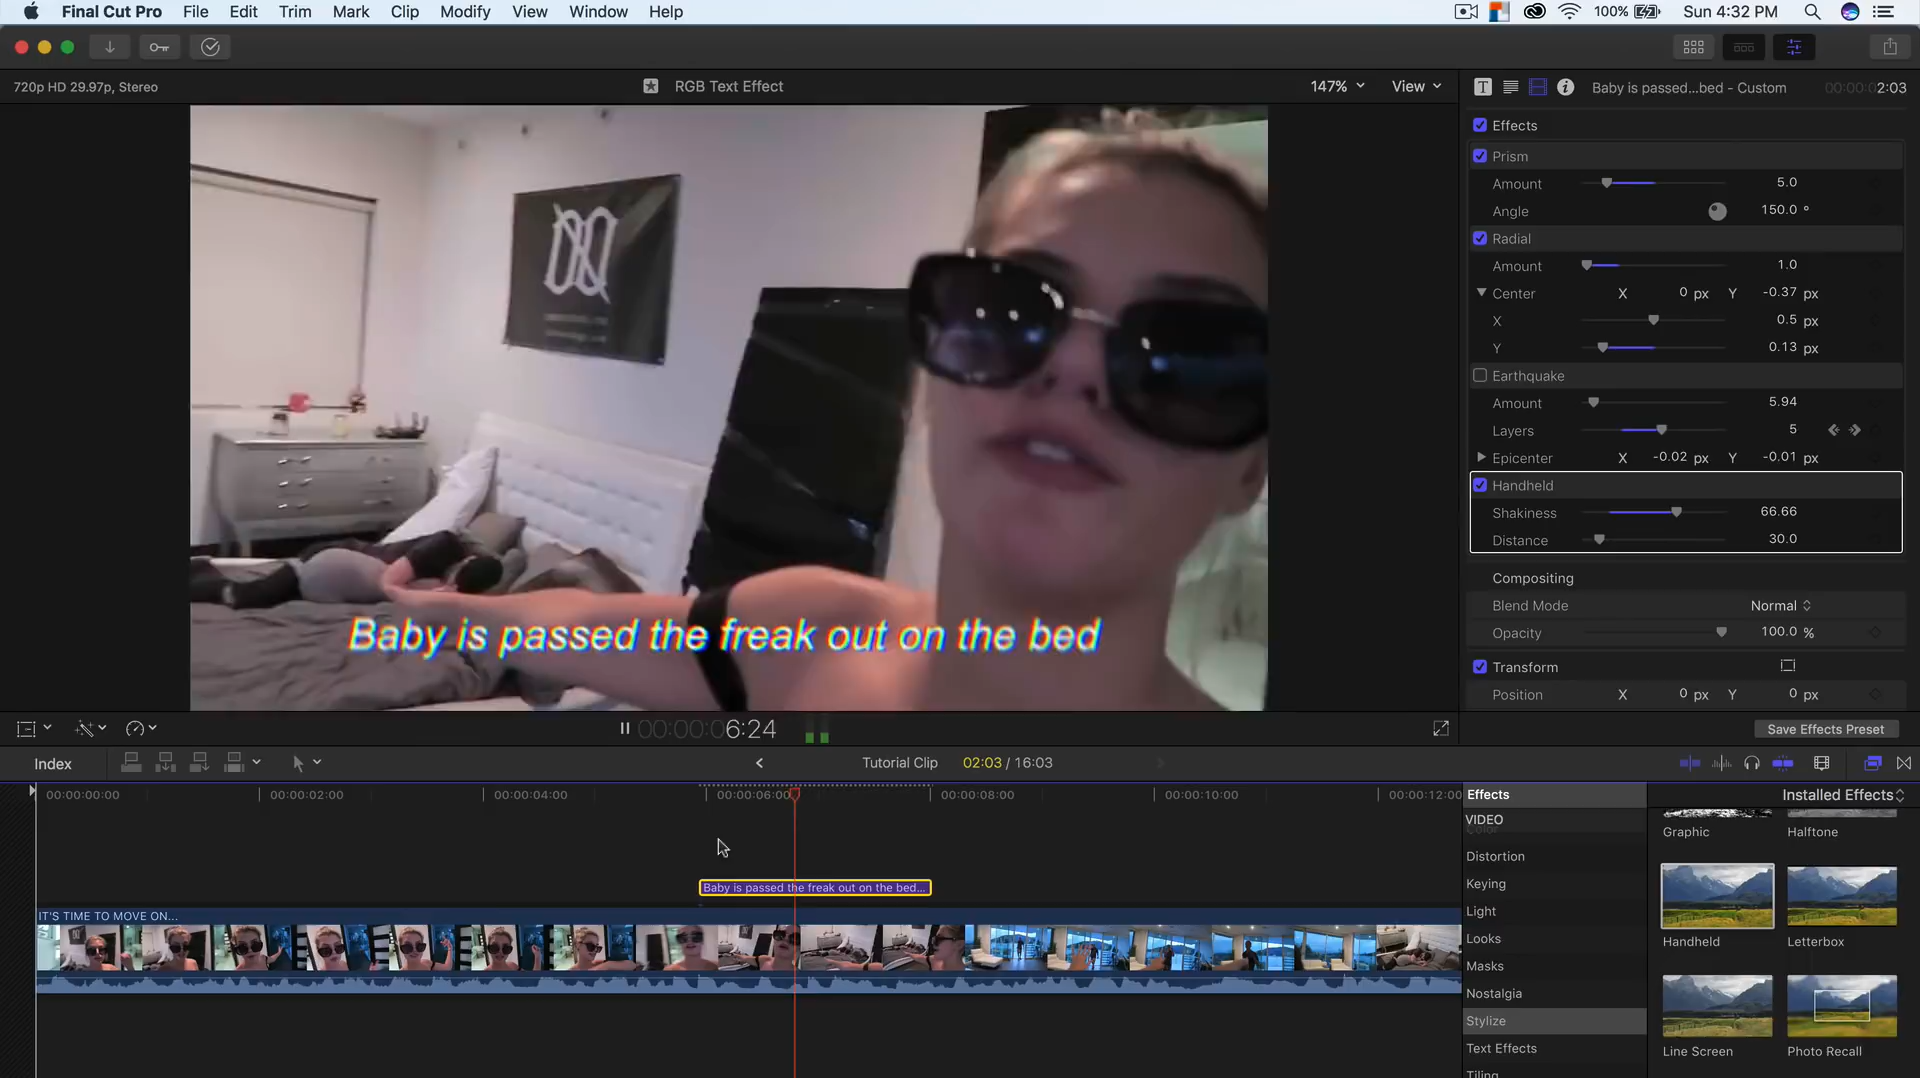 Final Cut Pro File Edit Trim Mark Clip Modify View Window Help 100% Sun 4:32 PM
720p HD 29.97p, Stereo RGB Text Effect 147% View Baby is passed...bed - Custom 00:00:02:03
Effects
Prism
Amount 5.0
Angle 150.0 °
Radial
Amount 1.0
Center X 0 px Y -0.37 px
X 0.5 px
Y 0.13 px
Earthquake
Amount 5.94
Layers 5
Epicenter X -0.02 px Y -0.01 px
Handheld
Shakiness 66.66
Distance 30.0
Compositing
Blend Mode Normal
Opacity 100.0 %
Transform
Position X 0 px Y 0 px
Baby is passed the freak out on the bed
00:00:06:24 Save Effects Preset
Index Tutorial Clip 02:03 / 16:03
00:00:00:00 00:00:02:00 00:00:04:00 00:00:06:00 00:00:08:00 00:00:10:00 00:00:12:00
Baby is passed the freak out on the bed...
IT'S TIME TO MOVE ON...
Effects Installed Effects
VIDEO
Color
Distortion
Keying
Light
Looks
Masks
Nostalgia
Stylize
Text Effects
Tiling
Graphic Halftone
Handheld Letterbox
Line Screen Photo Recall